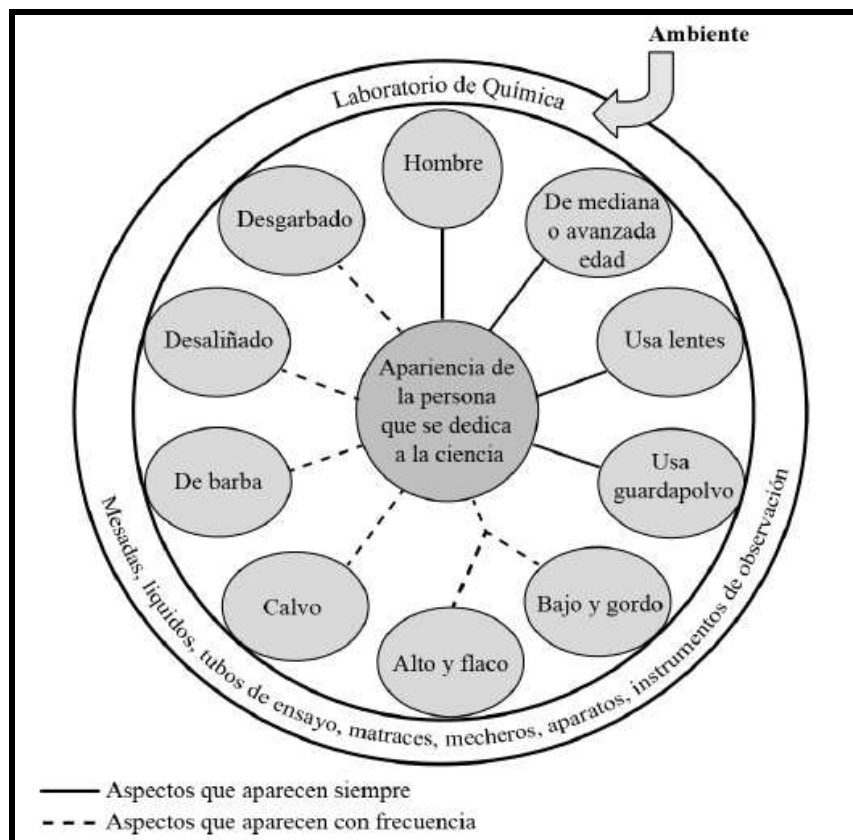 Ambiente
Laboratorio de Química
Hombre
De mediana
o avanzada
edad
Usa lentes
Usa
guardapolvo
Bajo y gordo
Alto y flaco
Calvo
De barba
Desaliñado
Desgarbado
Apariencia de
la persona
que se dedica
a la ciencia
Mesadas, liquidos, tubos de ensayo, matraces, mecheros, aparatos, instrumentos de observación
Aspectos que aparecen siempre
Aspectos que aparecen con frecuencia